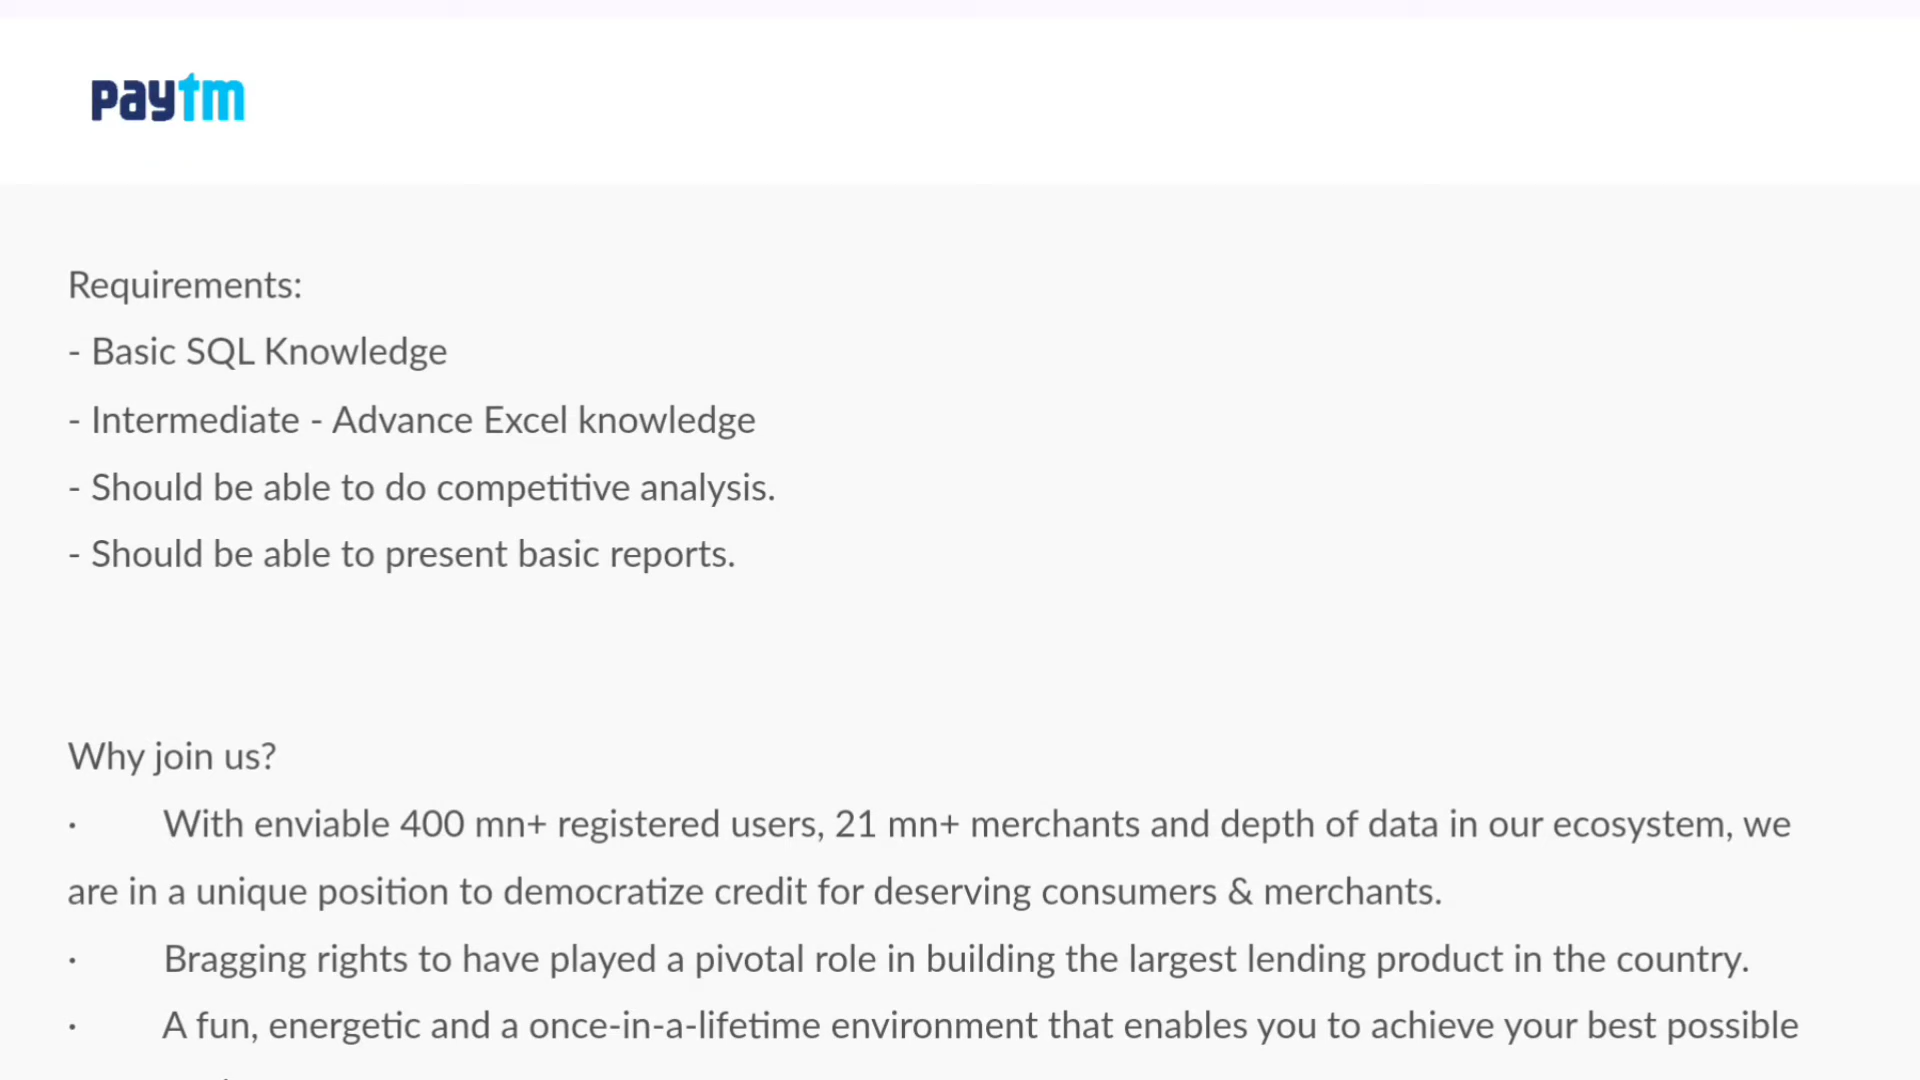 paytm
Requirements:
- Basic SQL Knowledge
- Intermediate - Advance Excel knowledge
- Should be able to do competitive analysis.
- Should be able to present basic reports.
Why join us?
· With enviable 400 mn+ registered users, 21 mn+ merchants and depth of data in our ecosystem, we
are in a unique position to democratize credit for deserving consumers & merchants.
· Bragging rights to have played a pivotal role in building the largest lending product in the country.
· A fun, energetic and a once-in-a-lifetime environment that enables you to achieve your best possible